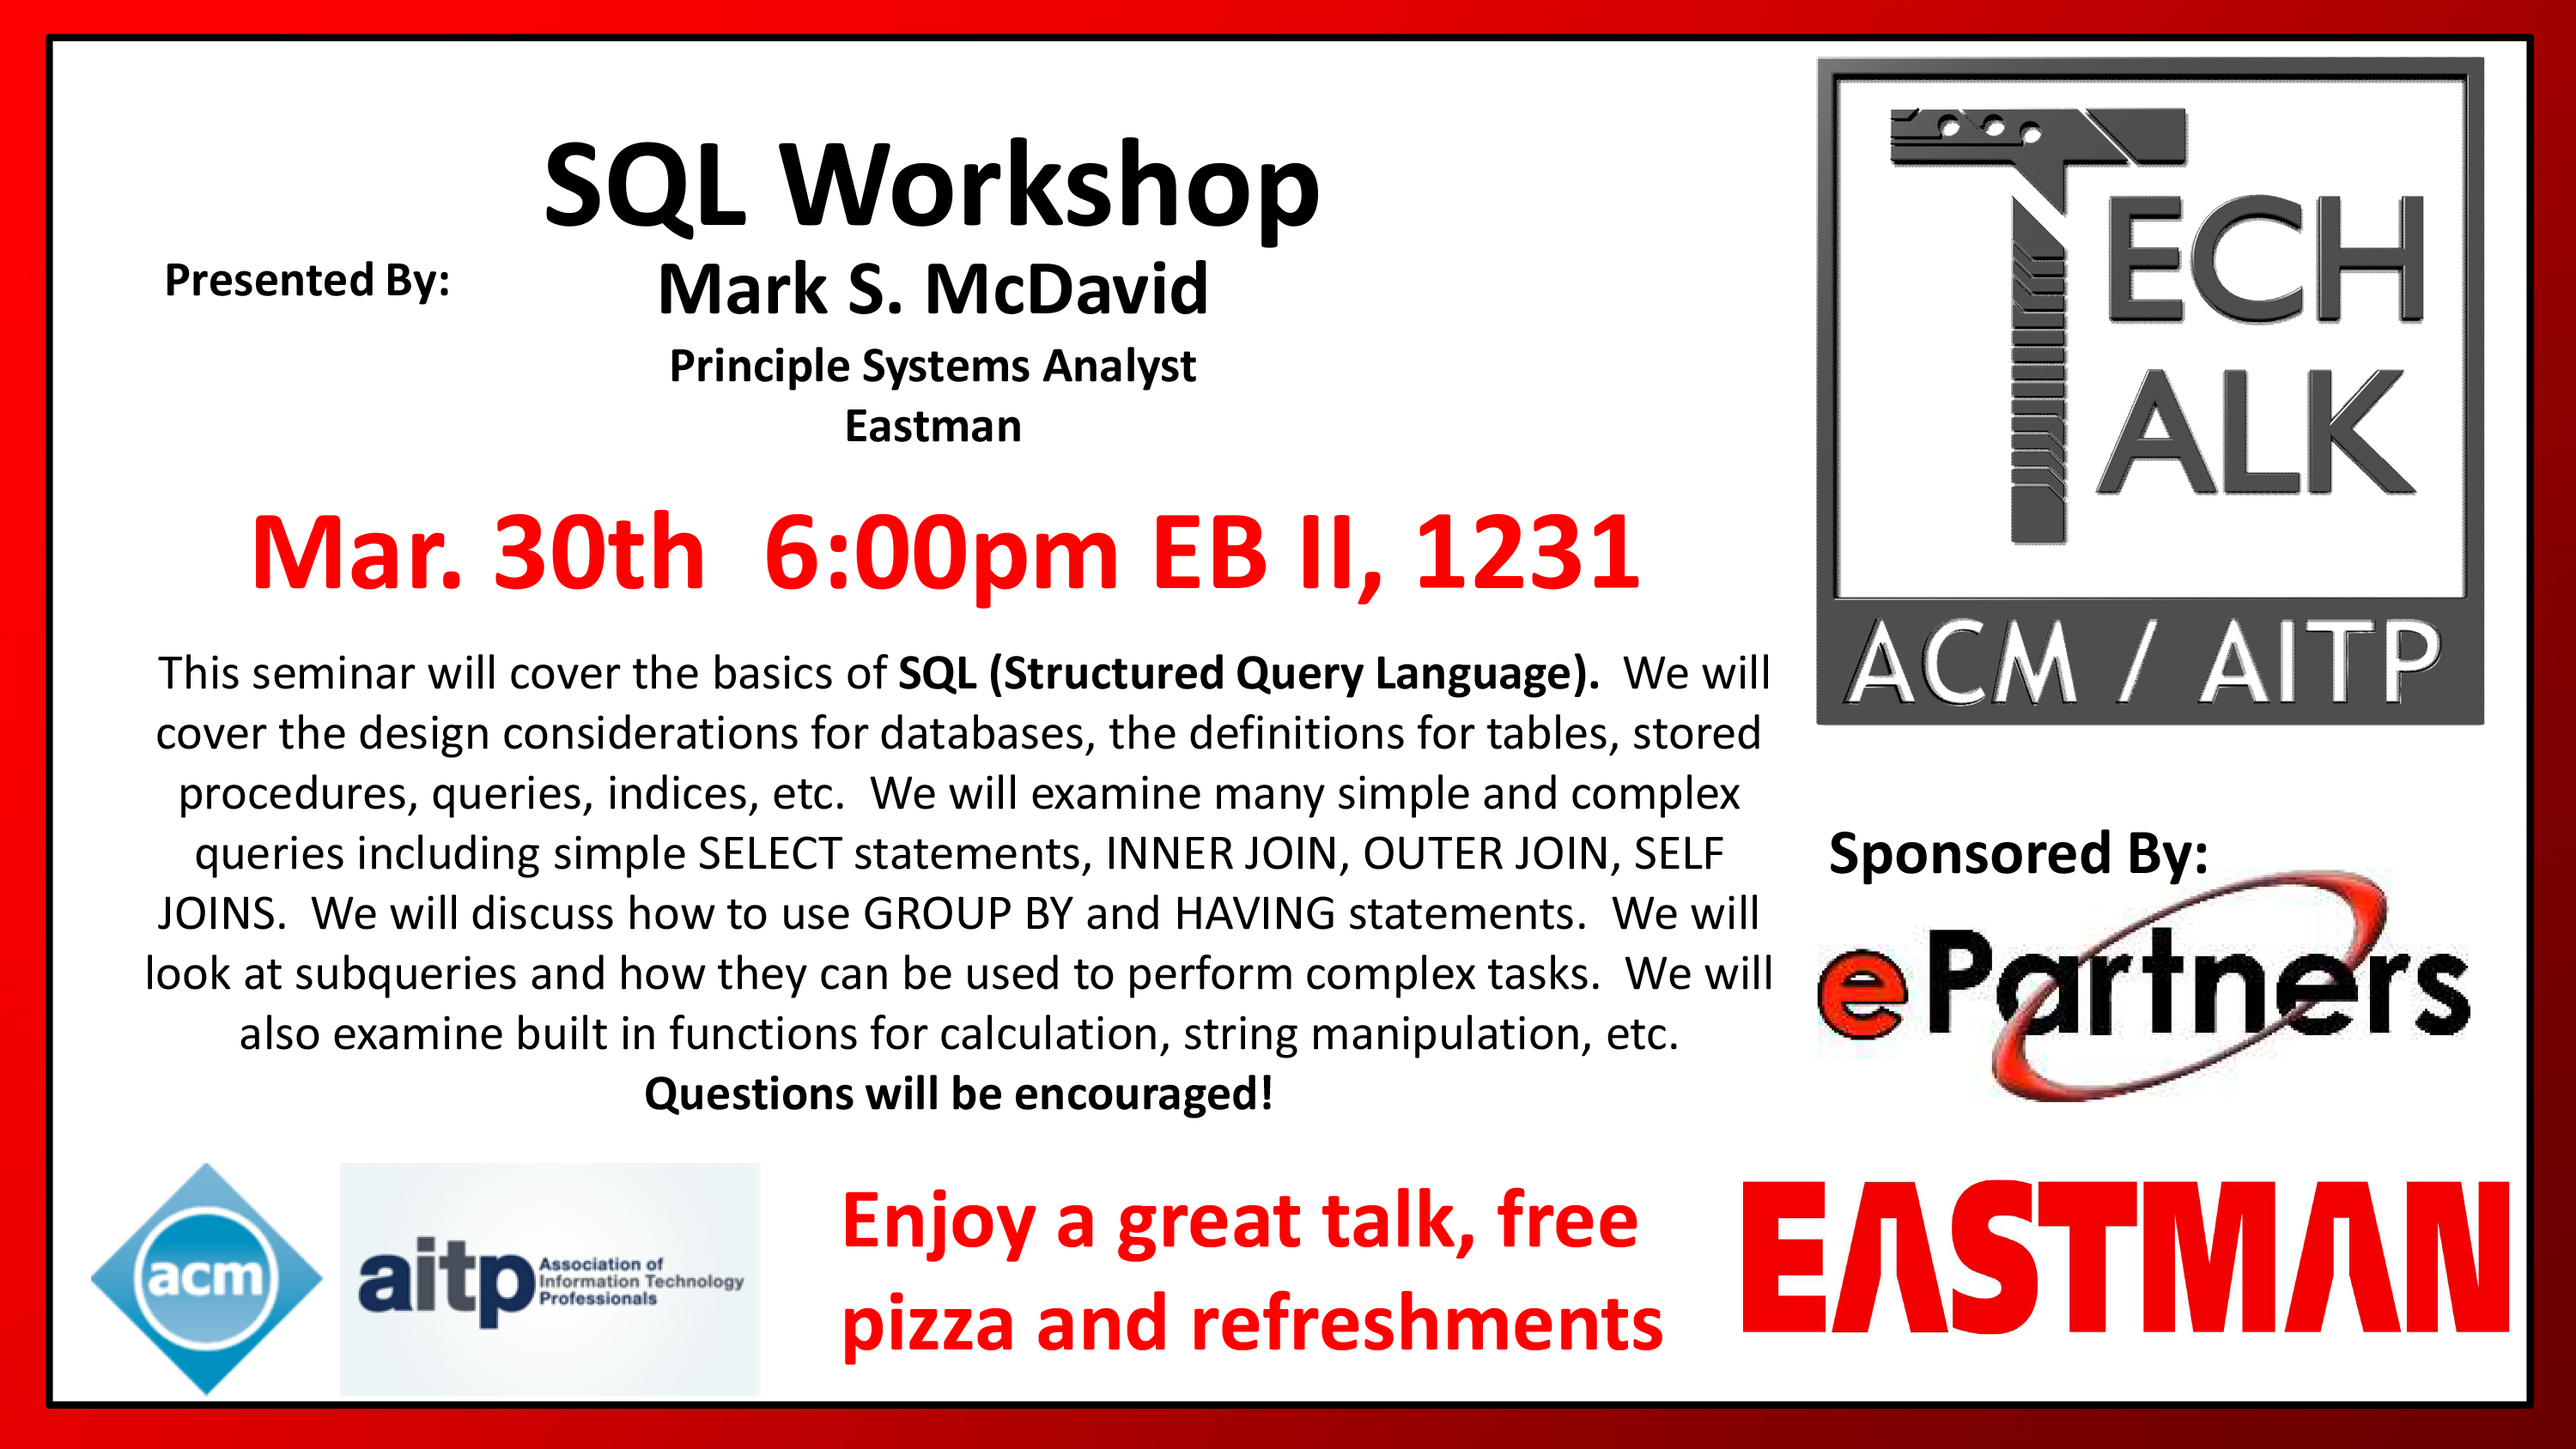 SQL Workshop
Presented By:
Mark S. McDavid
Principle Systems Analyst
Eastman
Mar. 30th  6:00pm EB II, 1231
This seminar will cover the basics of SQL (Structured Query Language).  We will
cover the design considerations for databases, the definitions for tables, stored
procedures, queries, indices, etc.  We will examine many simple and complex
queries including simple SELECT statements, INNER JOIN, OUTER JOIN, SELF
JOINS.  We will discuss how to use GROUP BY and HAVING statements.  We will
look at subqueries and how they can be used to perform complex tasks.  We will
also examine built in functions for calculation, string manipulation, etc.
Questions will be encouraged!
TECH
TALK
ACM / AITP
Sponsored By:
ePartners
EASTMAN
acm
aitp
Association of
Information Technology
Professionals
Enjoy a great talk, free
pizza and refreshments